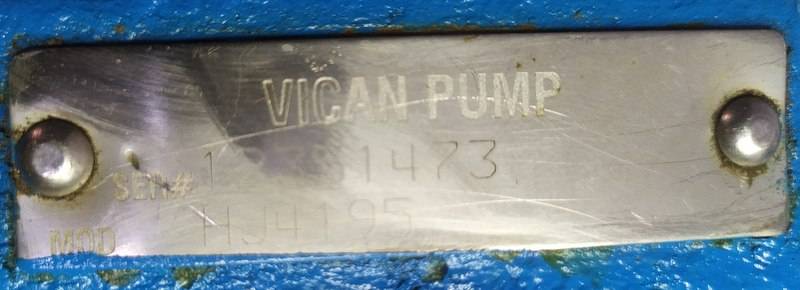 VICAN PUMP
SER# 1 1473
MOD HJ4195